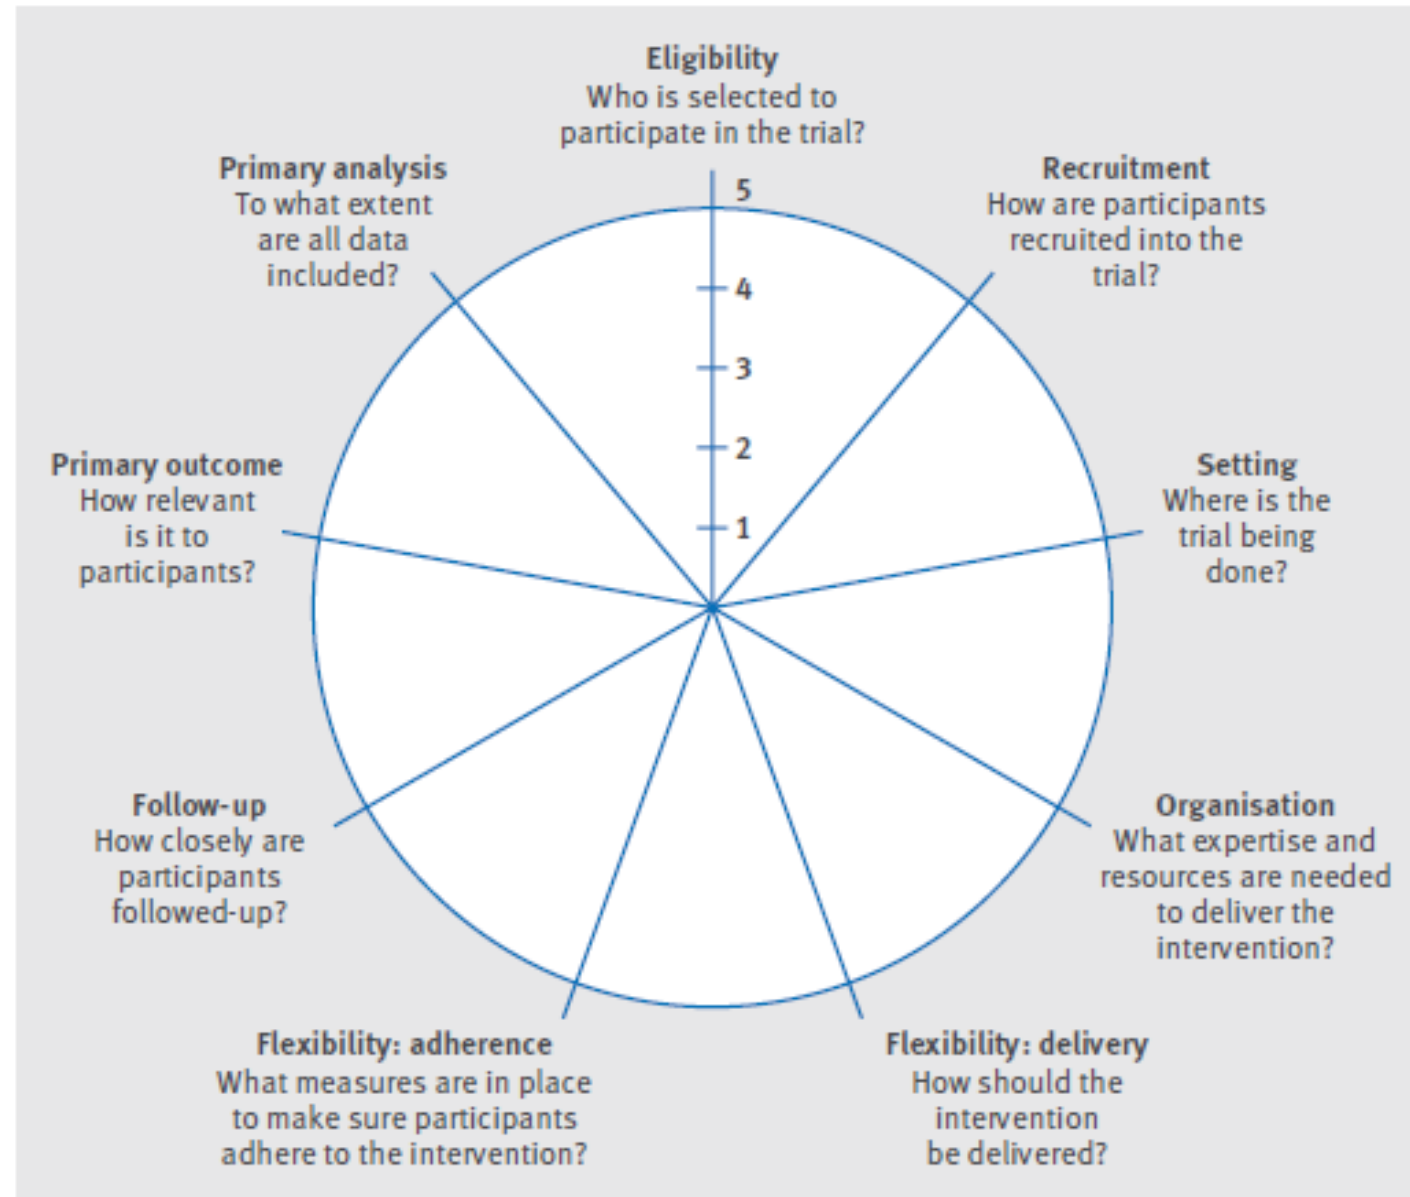 Eligibility
Who is selected to
participate in the trial?
5
4
3
2
1
Recruitment
How are participants
recruited into the
trial?
Setting
Where is the
trial being
done?
Organisation
What expertise and
resources are needed
to deliver the
intervention?
Flexibility: delivery
How should the
intervention
be delivered?
Flexibility: adherence
What measures are in place
to make sure participants
adhere to the intervention?
Follow-up
How closely are
participants
followed-up?
Primary outcome
How relevant
is it to
participants?
Primary analysis
To what extent
are all data
included?